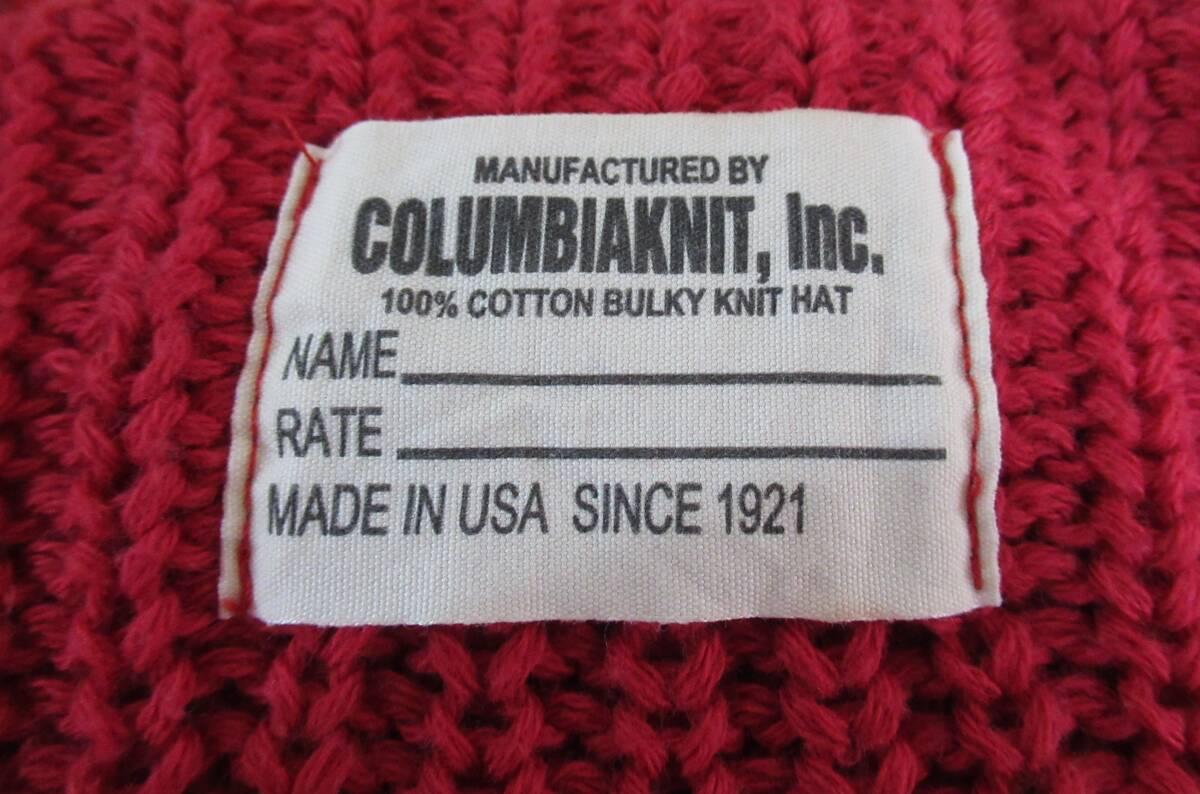 MANUFACTURED BY
COLUMBIAKNIT, Inc.
100% COTTON BULKY KNIT HAT
NAME
RATE
MADE IN USA SINCE 1921